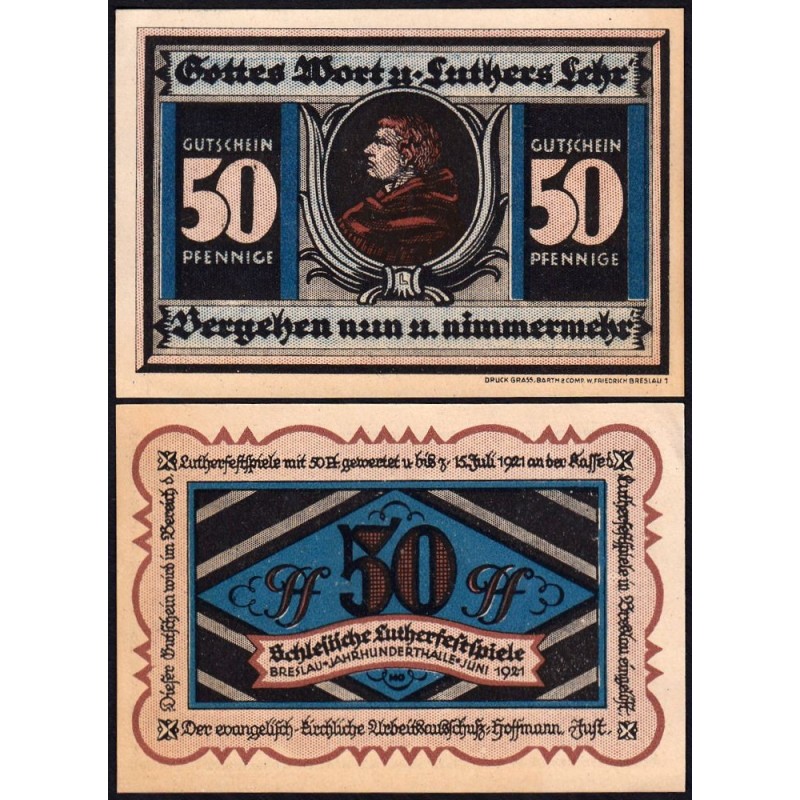 Gottes Wort u. Luthers Lehr
GUTSCHEIN
50
PFENNIGE
GUTSCHEIN
50
PFENNIGE
L
Vergehen nun u. nimmermehr
DRUCK GRASS, BARTH & COMP. W. FRIEDRICH BRESLAU 1
Dieser Gutschein wird im Bereich d.
Lutherfestspiele mit 50 Pf gewertet u. bis z. 15. Juli 1921 an der Kasse d.
Lutherfestspiele in Breslau eingelöst.
Pf 50 Pf
Schlesische Lutherfestspiele
BRESLAU • JAHRHUNDERTHALLE • JUNI 1921
Der evangelisch-kirchliche Arbeitsausschuß: Hoffmann, Just.